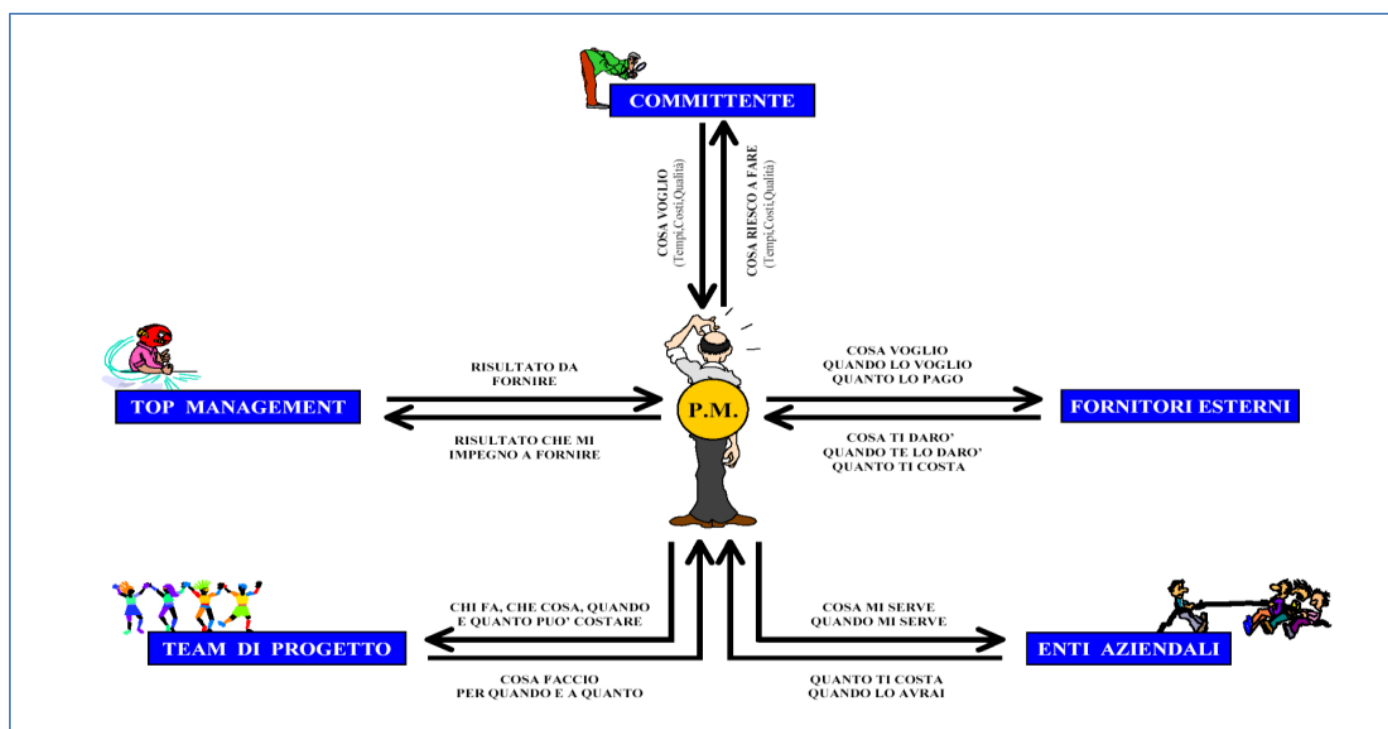 COMMITTENTE
COSA VOGLIO
(Tempi,Costi,Qualità)
COSA RIESCO A FARE
(Tempi,Costi,Qualità)
RISULTATO DA
FORNIRE
TOP MANAGEMENT
RISULTATO CHE MI
IMPEGNO A FORNIRE
P.M.
COSA VOGLIO
QUANDO LO VOGLIO
QUANTO LO PAGO
FORNITORI ESTERNI
COSA TI DARO'
QUANDO TE LO DARO'
QUANTO TI COSTA
CHI FA, CHE COSA, QUANDO
E QUANTO PUO' COSTARE
TEAM DI PROGETTO
COSA FACCIO
PER QUANDO E A QUANTO
COSA MI SERVE
QUANDO MI SERVE
ENTI AZIENDALI
QUANTO TI COSTA
QUANDO LO AVRAI